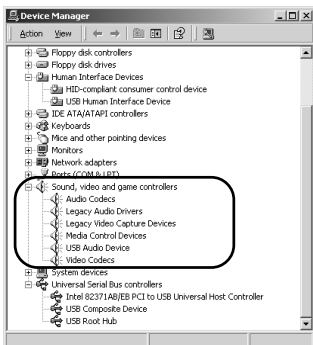 Device Manager
Action View
Floppy disk controllers
Floppy disk drives
Human Interface Devices
HID-compliant consumer control device
USB Human Interface Device
IDE ATA/ATAPI controllers
Keyboards
Mice and other pointing devices
Monitors
Network adapters
Ports (COM & LPT)
Sound, video and game controllers
Audio Codecs
Legacy Audio Drivers
Legacy Video Capture Devices
Media Control Devices
USB Audio Device
Video Codecs
System devices
Universal Serial Bus controllers
Intel 82371AB/EB PCI to USB Universal Host Controller
USB Composite Device
USB Root Hub